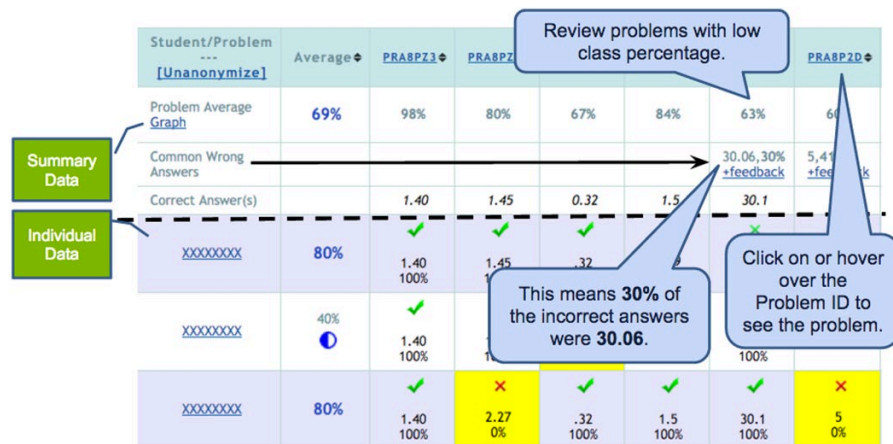 Student/Problem
---
[Unanonymize]
Average
PRA8PZ3
PRA8PZ
Review problems with low
class percentage.
PRA8P2D
Problem Average
Graph
69%
98%
80%
67%
84%
63%
Summary
Data
Common Wrong
Answers
30.06,30%
+feedback
Correct Answer(s)
1.40
1.45
0.32
1.5
30.1
Individual
Data
XXXXXXXX
80%
1.40
100%
1.45
.32
This means 30% of
the incorrect answers
were 30.06.
Click on or hover
over the
Problem ID to
see the problem.
XXXXXXXX
40%
1.40
100%
100%
XXXXXXXX
80%
1.40
100%
2.27
0%
.32
100%
1.5
100%
30.1
100%
5
0%